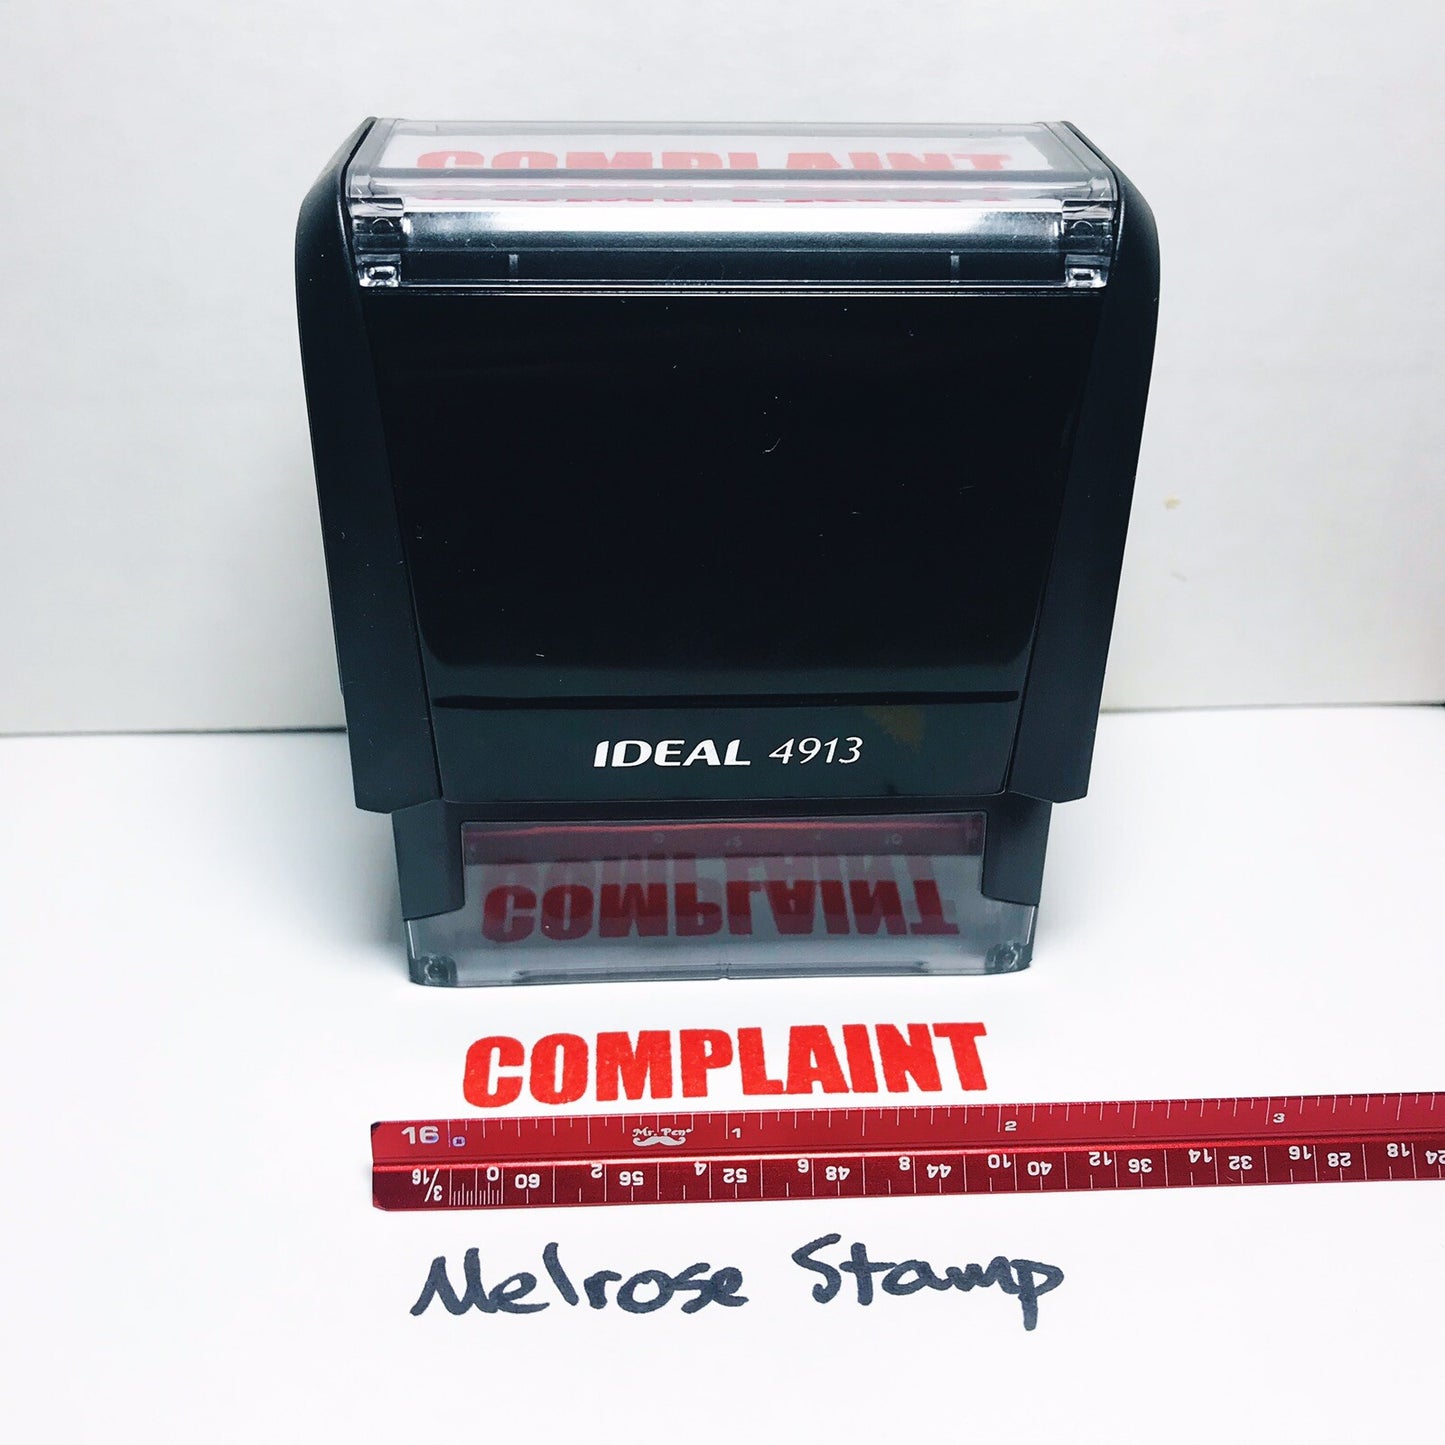 COMPLAINT
IDEAL 4913
COMPLAINT
COMPLAINT
16 Mr. Pen® 1 2 3
3/16 0 60 2 56 4 52 6 48 8 44 10 40 12 36 14 32 16 28 18 24
Melrose Stamp